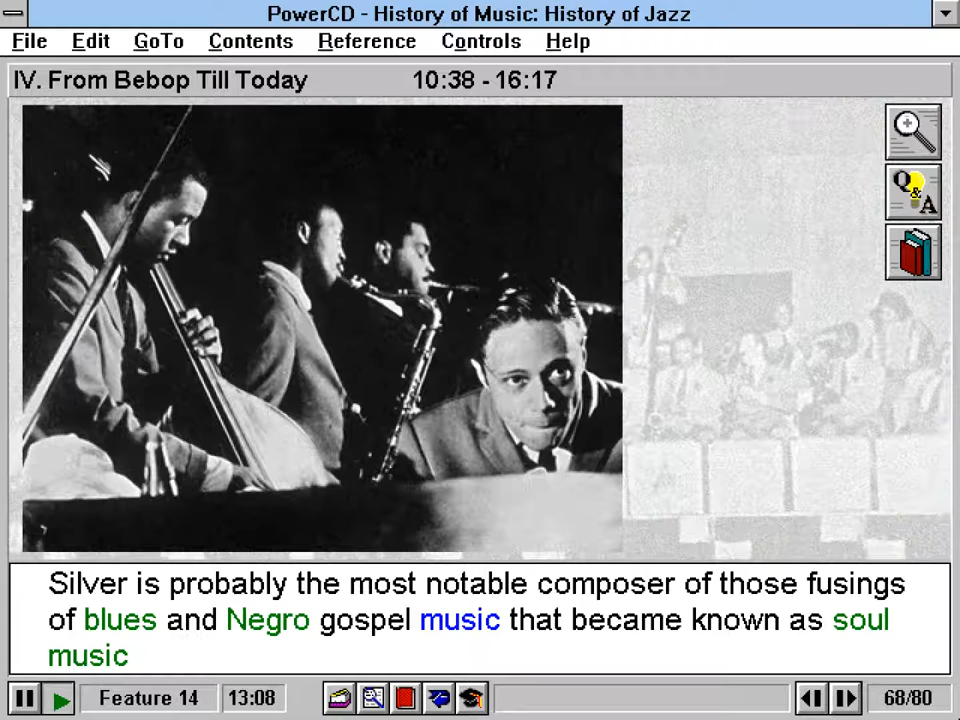 PowerCD - History of Music: History of Jazz
File Edit GoTo Contents Reference Controls Help
IV. From Bebop Till Today 10:38 - 16:17
Q & A
Silver is probably the most notable composer of those fusings
of blues and Negro gospel music that became known as soul
music
Feature 14 13:08 68/80